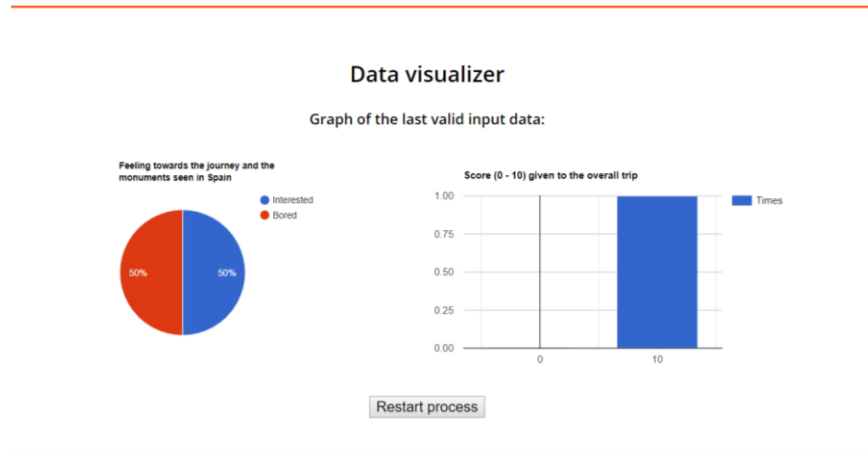 Data visualizer
Graph of the last valid input data:
Feeling towards the journey and the
monuments seen in Spain
Interested
Bored
50%
50%
Score (0 - 10) given to the overall trip
1.00
0.75
0.50
0.25
0.00
0
10
Times
Restart process